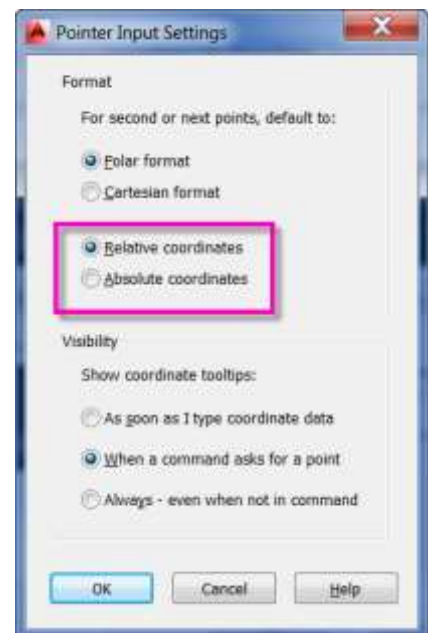 Pointer Input Settings
Format
For second or next points, default to:
Polar format
Cartesian format
Relative coordinates
Absolute coordinates
Visibility
Show coordinate tooltips:
As soon as I type coordinate data
When a command asks for a point
Always - even when not in command
OK Cancel Help